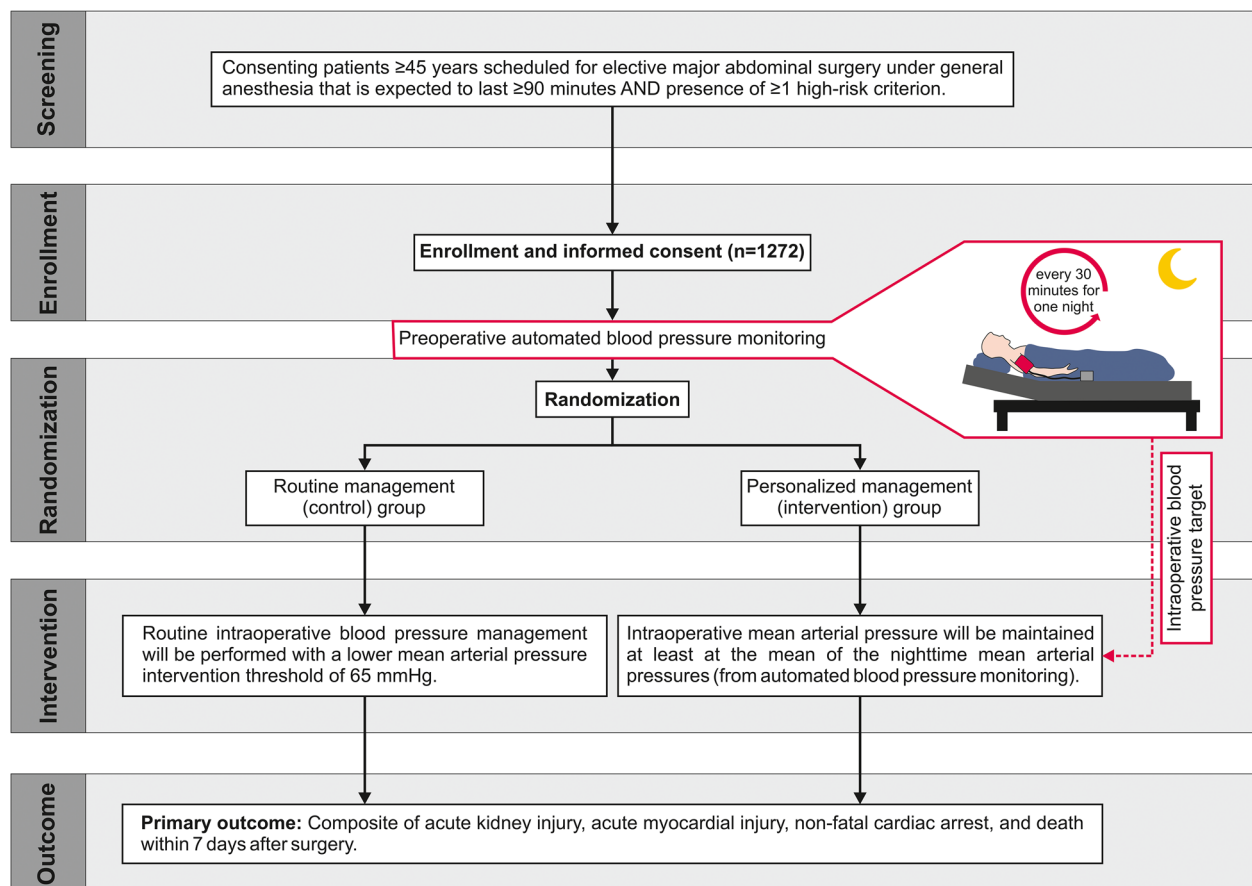 Screening
Consenting patients ≥45 years scheduled for elective major abdominal surgery under general
anesthesia that is expected to last ≥90 minutes AND presence of ≥1 high-risk criterion.
Enrollment
Enrollment and informed consent (n=1272)
every 30
minutes for
one night
Preoperative automated blood pressure monitoring
Randomization
Randomization
Routine management
(control) group
Personalized management
(intervention) group
Intraoperative blood
pressure target
Intervention
Routine intraoperative blood pressure management
will be performed with a lower mean arterial pressure
intervention threshold of 65 mmHg.
Intraoperative mean arterial pressure will be maintained
at least at the mean of the nighttime mean arterial
pressures (from automated blood pressure monitoring).
Outcome
Primary outcome: Composite of acute kidney injury, acute myocardial injury, non-fatal cardiac arrest, and death
within 7 days after surgery.